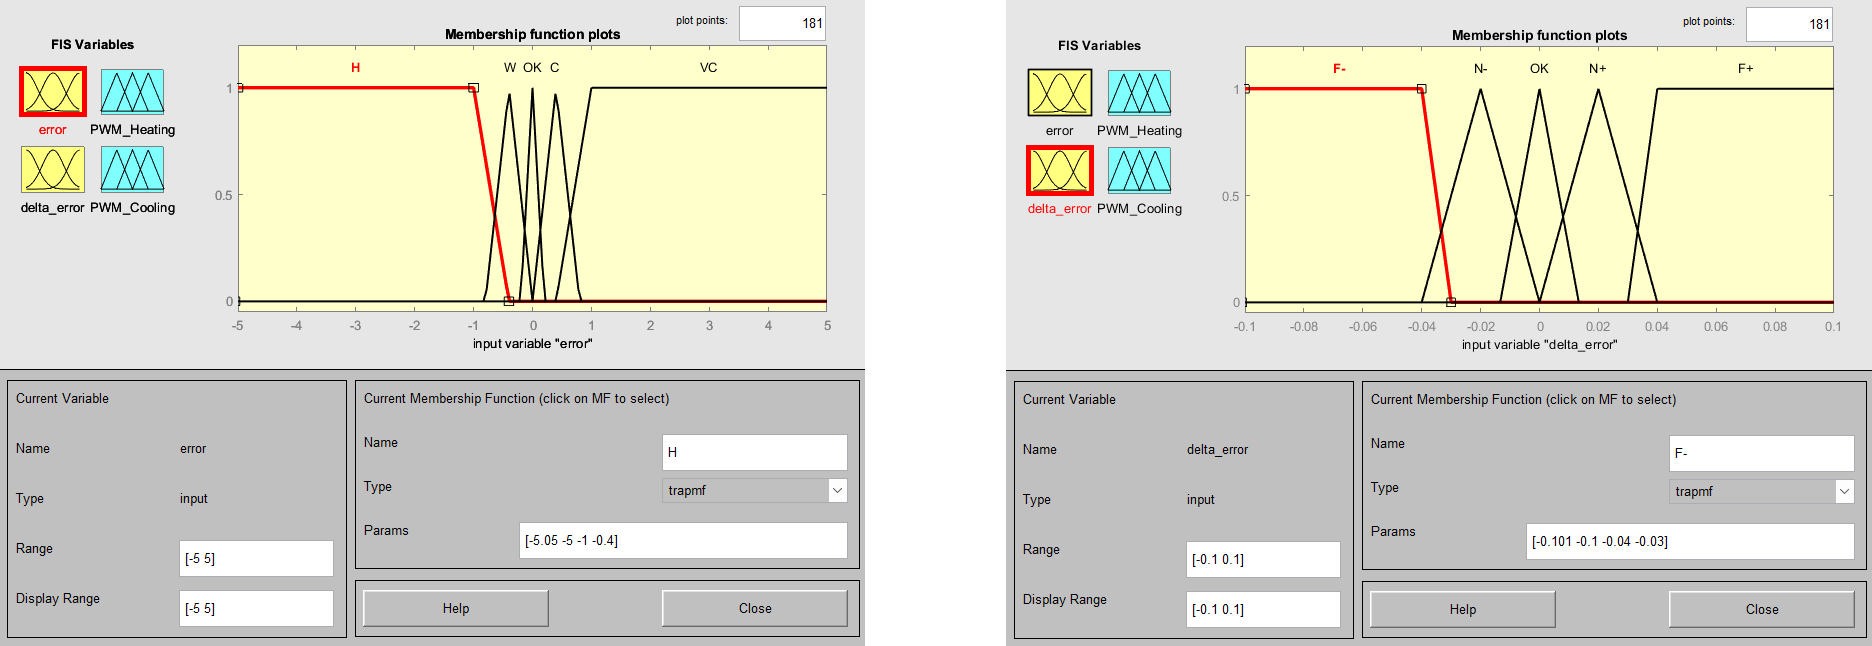 plot points: 181
FIS Variables
Membership function plots
H W OK C VC
1
0.5
0
-5 -4 -3 -2 -1 0 1 2 3 4 5
input variable "error"
error PWM_Heating
delta_error PWM_Cooling
Current Variable
Name error
Type input
Range [-5 5]
Display Range [-5 5]
Current Membership Function (click on MF to select)
Name H
Type trapmf
Params [-5.05 -5 -1 -0.4]
Help Close
plot points: 181
FIS Variables
Membership function plots
F- N- OK N+ F+
1
0.5
0
-0.1 -0.08 -0.06 -0.04 -0.02 0 0.02 0.04 0.06 0.08 0.1
input variable "delta_error"
error PWM_Heating
delta_error PWM_Cooling
Current Variable
Name delta_error
Type input
Range [-0.1 0.1]
Display Range [-0.1 0.1]
Current Membership Function (click on MF to select)
Name F-
Type trapmf
Params [-0.101 -0.1 -0.04 -0.03]
Help Close